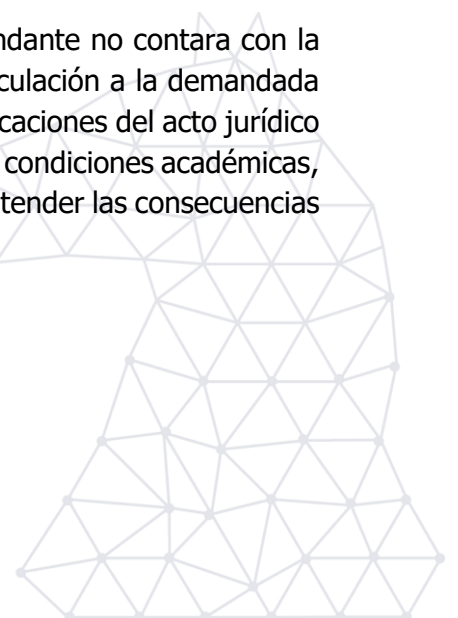 ndante no contara con la
culación a la demandada
caciones del acto jurídico
condiciones académicas,
tender las consecuencias